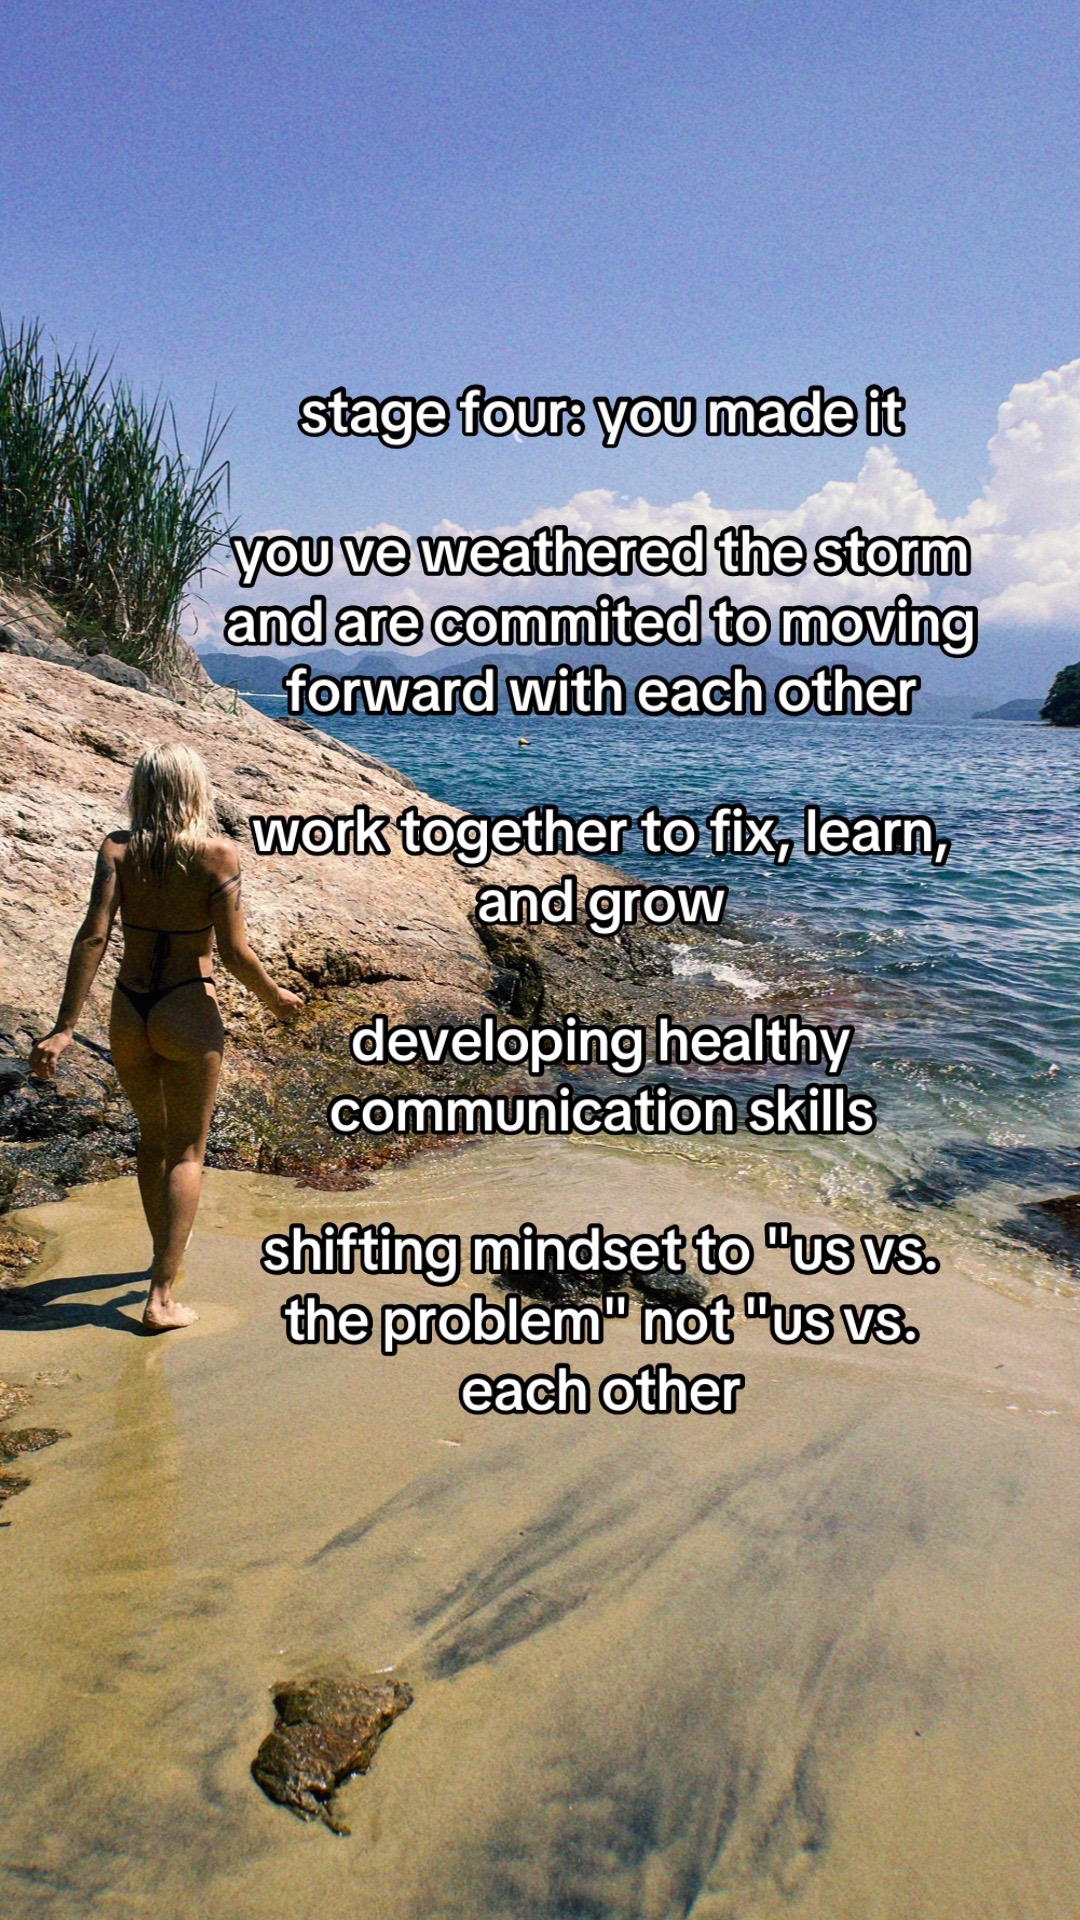 stage four: you made it
you ve weathered the storm
and are commited to moving
forward with each other
work together to fix, learn,
and grow
developing healthy
communication skills
shifting mindset to "us vs.
the problem" not "us vs.
each other